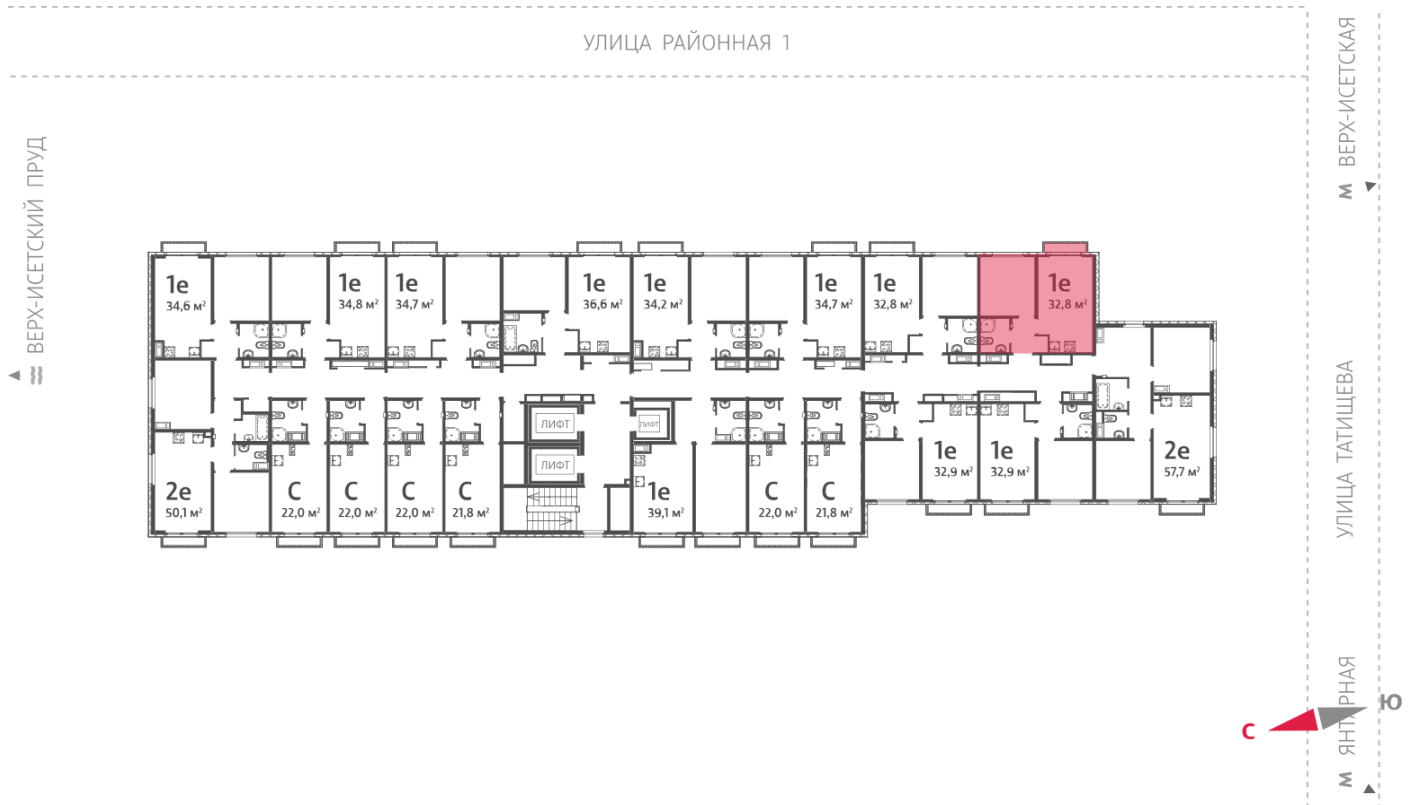 УЛИЦА РАЙОННАЯ 1
М ВЕРХ-ИСЕТСКАЯ
ВЕРХ-ИСЕТСКИЙ ПРУД
1е
34,6 м²
1е
34,8 м²
1е
34,7 м²
1е
36,6 м²
1е
34,2 м²
1е
34,7 м²
1е
32,8 м²
1е
32,8 м²
ЛИФТ
ЛИФТ
ЛИФТ
2е
50,1 м²
С
22,0 м²
С
22,0 м²
С
22,0 м²
С
21,8 м²
1е
39,1 м²
С
22,0 м²
С
21,8 м²
1е
32,9 м²
1е
32,9 м²
2е
57,7 м²
УЛИЦА ТАТИЩЕВА
М ЯНТАРНАЯ
С
Ю